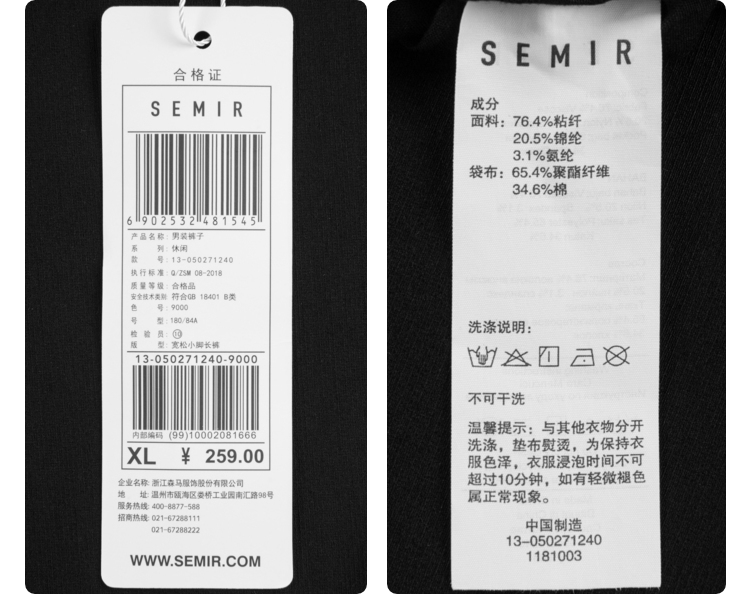 合格证
SEMIR
6 902532 481545
产品名称: 男装裤子
系 列: 休闲
款 号: 13-050271240
执行标准: Q/ZSM 08-2018
质量等级: 合格品
安全技术类别: 符合GB 18401 B类
色 号: 9000
号 型: 180/84A
检 验 员: 10
版 型: 宽松小脚长裤
13-050271240-9000
内部编码 (99)10002081666
XL ¥ 259.00
企业名称: 浙江森马服饰股份有限公司
地 址: 温州市瓯海区娄桥工业园南汇路98号
服务热线: 400-8877-588
招商热线: 021-67288111
021-67288222
WWW.SEMIR.COM
SEMIR
成分
面料: 76.4%粘纤
20.5%锦纶
3.1%氨纶
袋布: 65.4%聚酯纤维
34.6%棉
洗涤说明:
不可干洗
温馨提示: 与其他衣物分开
洗涤, 垫布熨烫, 为保持衣
服色泽, 衣服浸泡时间不可
超过10分钟, 如有轻微褪色
属正常现象。
中国制造
13-050271240
1181003